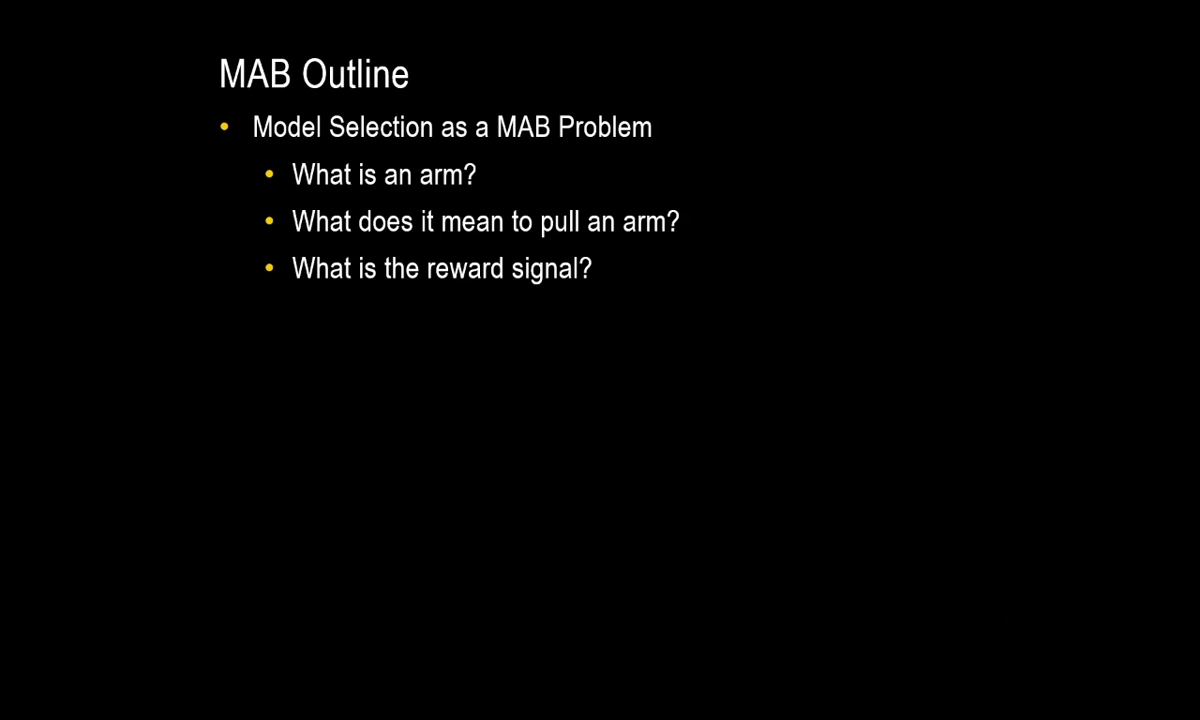 MAB Outline
• Model Selection as a MAB Problem
• What is an arm?
• What does it mean to pull an arm?
• What is the reward signal?